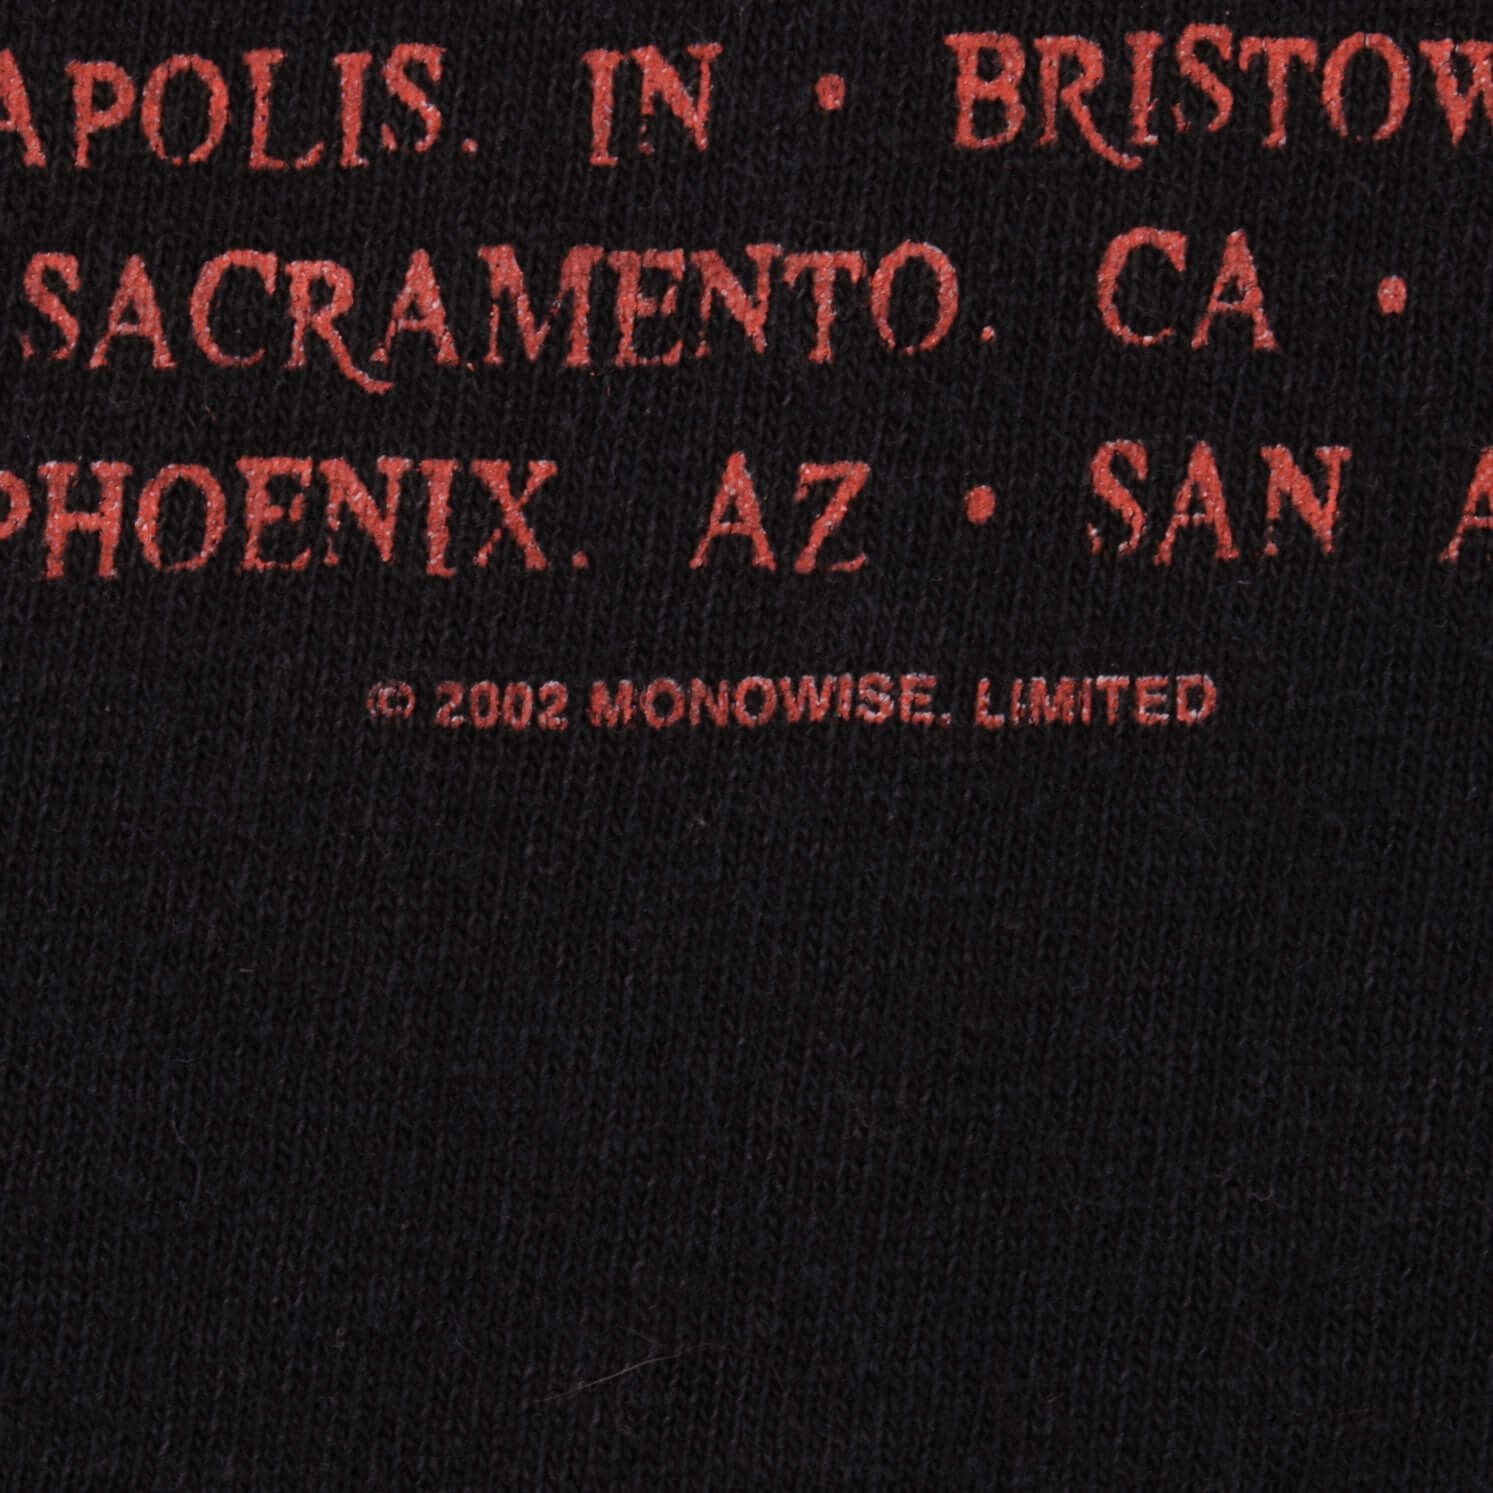 APOLIS. IN • BRISTOW
SACRAMENTO. CA •
PHOENIX. AZ • SAN A
© 2002 MONOWISE, LIMITED